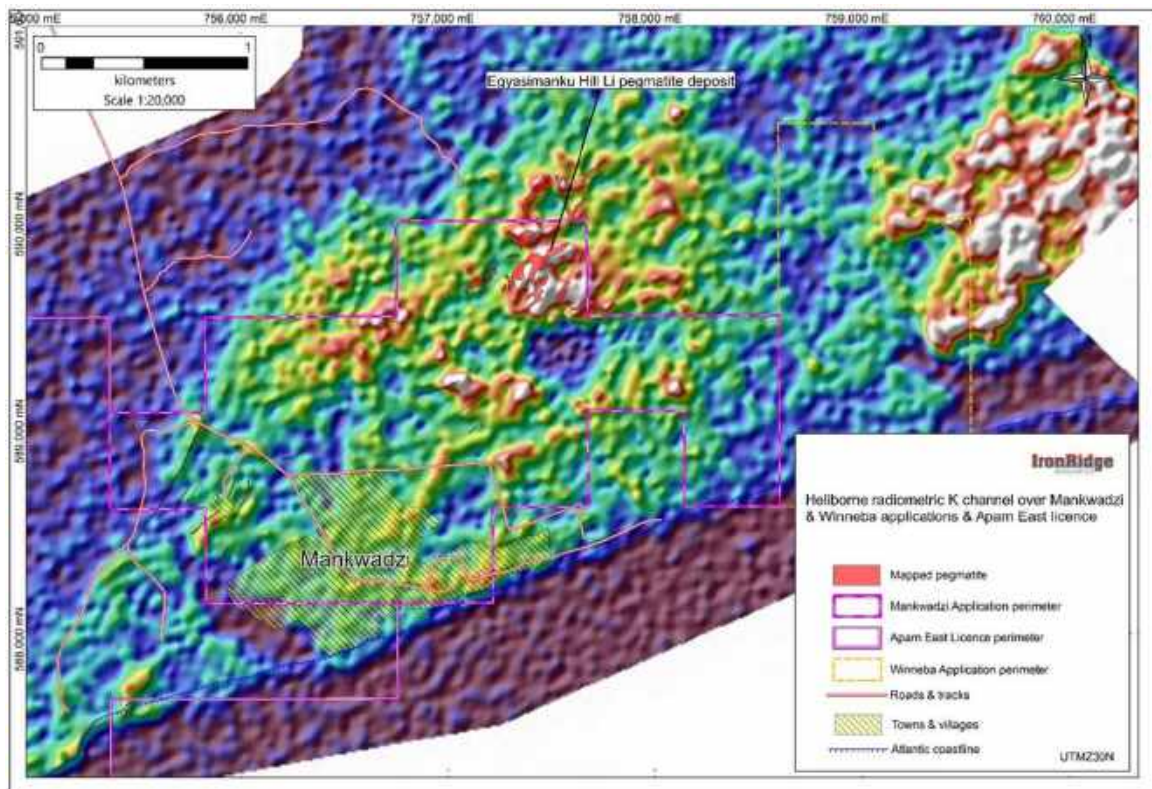 756,000 mE
757,000 mE
758,000 mE
759,000 mE
760,000 mE
0 1
kilometers
Scale 1:20,000
Egyasimanku Hill Li pegmatite deposit
590,000 mN
589,000 mN
588,000 mN
Mankwadzi
IronRidge
Heliborne radiometric K channel over Mankwadzi
& Winneba applications & Apam East licence
Mapped pegmatite
Mankwadzi Application perimeter
Apam East Licence perimeter
Winneba Application perimeter
Roads & tracks
Towns & villages
Atlantic coastline
UTMZ30N